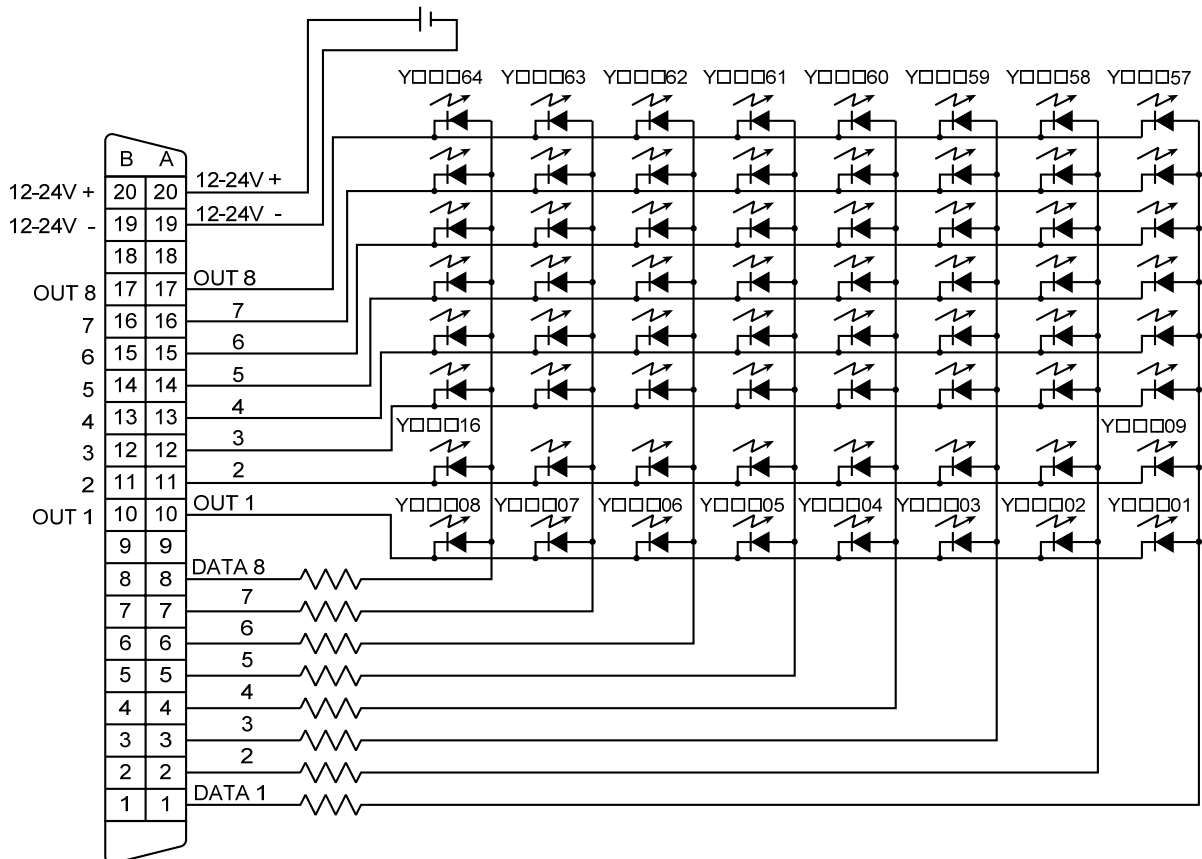 Y□□□64 Y□□□63 Y□□□62 Y□□□61 Y□□□60 Y□□□59 Y□□□58 Y□□□57
B A
12-24V + 20 20 12-24V +
12-24V - 19 19 12-24V -
18 18
OUT 8 17 17 OUT 8
7 16 16 7
6 15 15 6
5 14 14 5
4 13 13 4
Y□□□16 Y□□□09
3 12 12 3
2 11 11 2
OUT 1 10 10 OUT 1
Y□□□08 Y□□□07 Y□□□06 Y□□□05 Y□□□04 Y□□□03 Y□□□02 Y□□□01
9 9
8 8 DATA 8
7 7 7
6 6 6
5 5 5
4 4 4
3 3 3
2 2 2
1 1 DATA 1